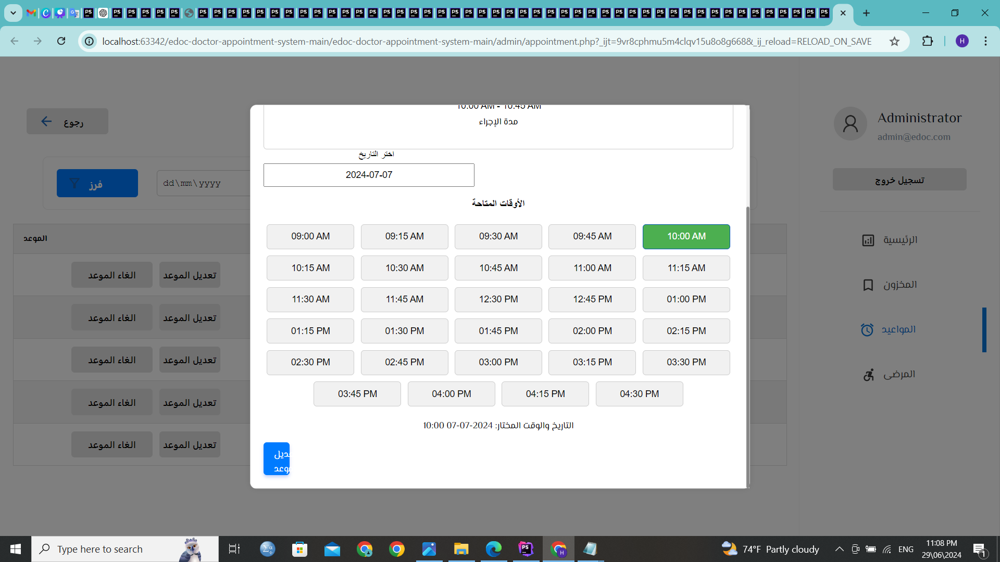 localhost:63342/edoc-doctor-appointment-system-main/edoc-doctor-appointment-system-main/admin/appointment.php?_ijt=9vr8cphmu5m4clqv15u8o8g668&_ij_reload=RELOAD_ON_SAVE
H
رجوع
Administrator
admin@edoc.com
تسجيل خروج
فرز
dd\mm\yyyy
الموعد
الغاء الموعد
تعديل الموعد
الغاء الموعد
تعديل الموعد
الغاء الموعد
تعديل الموعد
الغاء الموعد
تعديل الموعد
الغاء الموعد
تعديل الموعد
10:00 AM - 10:45 AM
مدة الإجراء
اختر التاريخ
2024-07-07
الأوقات المتاحة
09:00 AM
09:15 AM
09:30 AM
09:45 AM
10:00 AM
10:15 AM
10:30 AM
10:45 AM
11:00 AM
11:15 AM
11:30 AM
11:45 AM
12:30 PM
12:45 PM
01:00 PM
01:15 PM
01:30 PM
01:45 PM
02:00 PM
02:15 PM
02:30 PM
02:45 PM
03:00 PM
03:15 PM
03:30 PM
03:45 PM
04:00 PM
04:15 PM
04:30 PM
التاريخ والوقت المختار: 2024-07-07 10:00
الرئيسية
المخزون
المواعيد
المرضى
Type here to search
74°F Partly cloudy
ENG
11:08 PM
29\06\2024
1